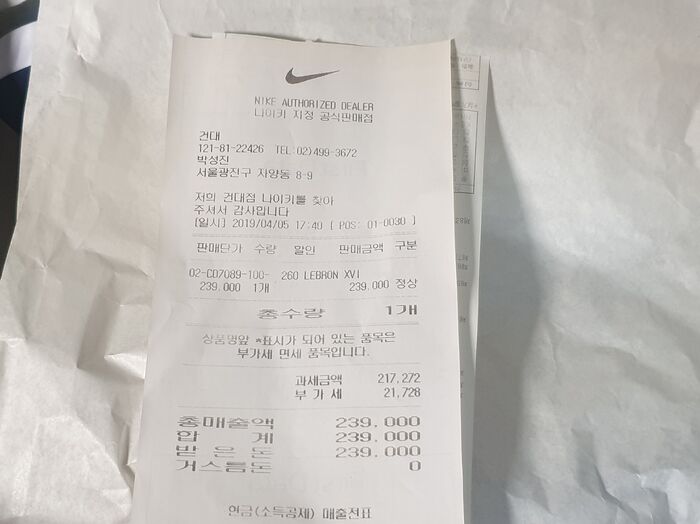 NIKE AUTHORIZED DEALER
나이키 지정 공식판매점
건대
121-81-22426 TEL:02)499-3672
박성진
서울광진구 자양동 8-9
저희 건대점 나이키를 찾아
주셔서 감사합니다
[일시] 2019/04/05 17:40 [ POS: 01-0030 ]
판매단가 수량 할인 판매금액 구분
02-CD7089-100- 260 LEBRON XVI
239.000 1개 239.000 정상
총수량 1개
상품명앞 *표시가 되어 있는 품목은
부가세 면세 품목입니다.
과세금액 217,272
부 가 세 21,728
총매출액 239.000
합 계 239.000
받 은 돈 239.000
거스름돈 0
현금(소득공제) 매출전표